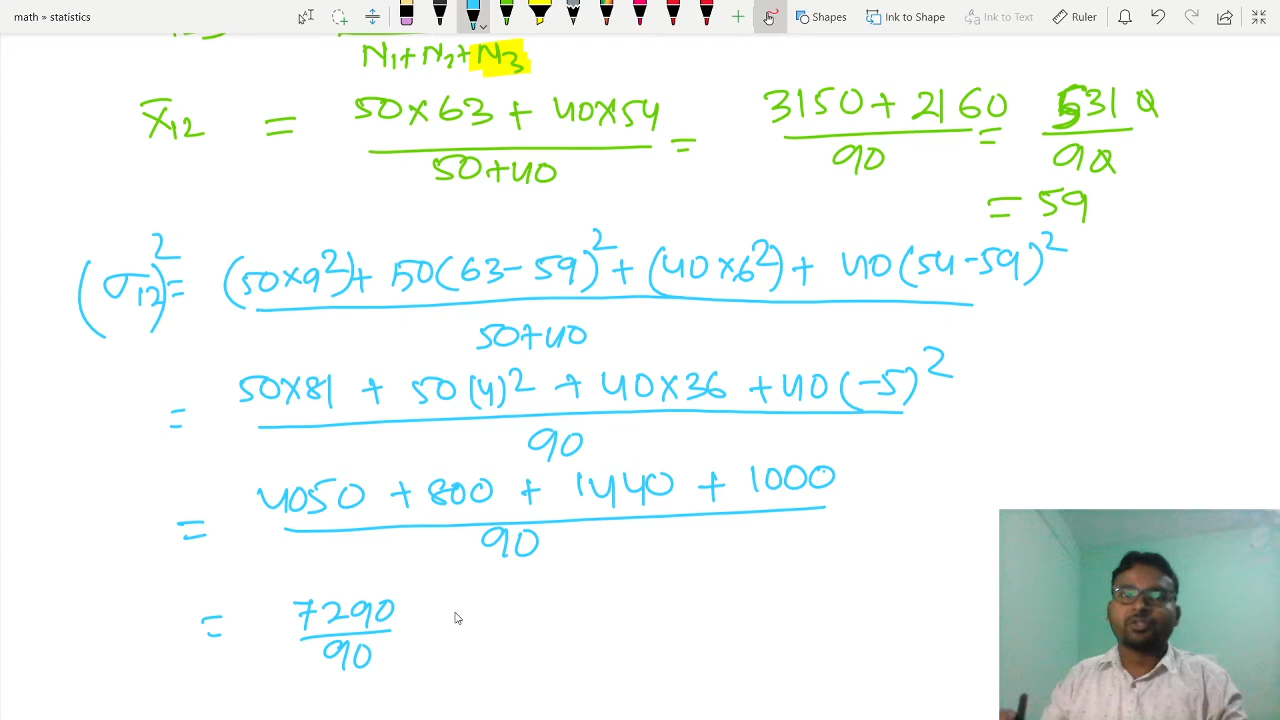 math » statistics
Shapes Ink to Shape Ink to Text Ruler
N₁+N₂+N₃
x̄₁₂ = (50×63 + 40×54)/(50+40) = (3150+2160)/90 = 5310/90
= 59
(σ₁₂)² = ((50×9²)+ 50(63-59)² + (40×6²) + 40(54-59)²)/(50+40)
= (50×81 + 50(4)² + 40×36 + 40(-5)²)/90
= (4050 + 800 + 1440 + 1000)/90
= 7290/90